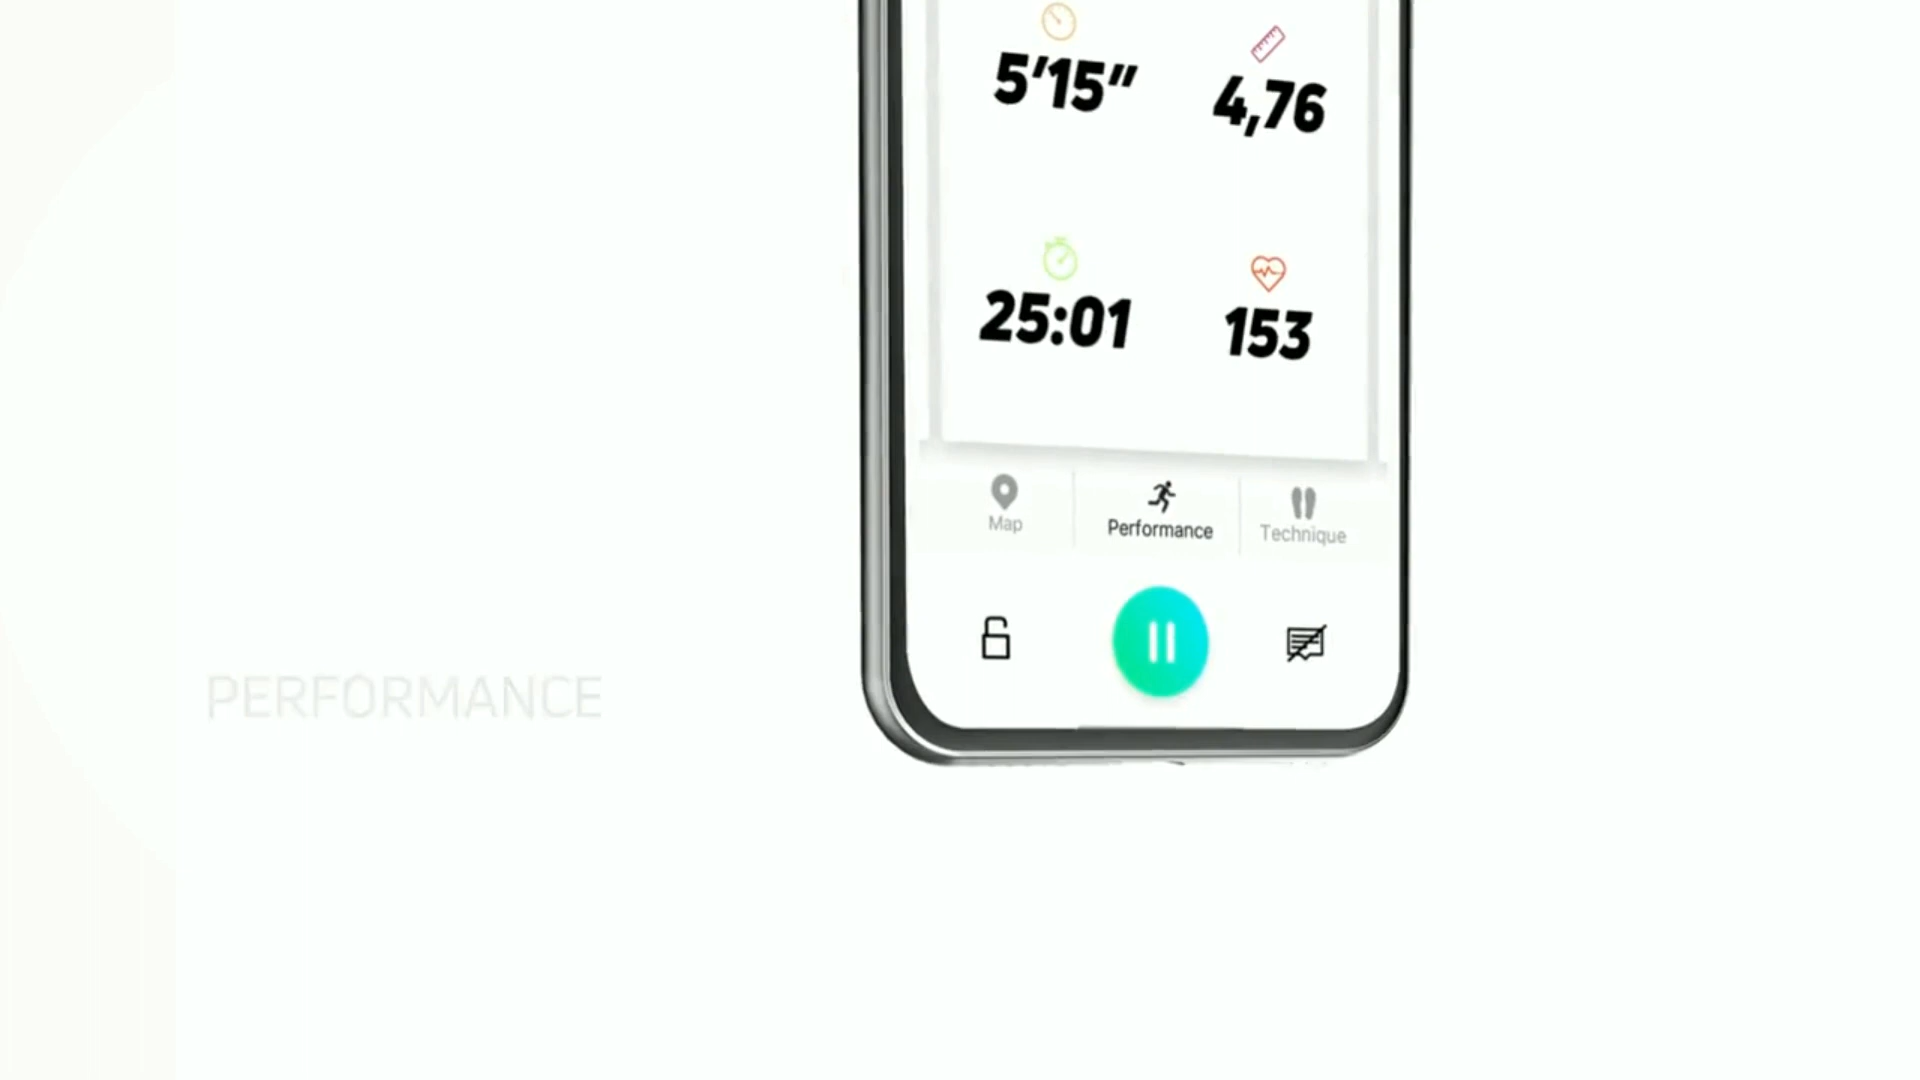 5'15"
4,76
25:01
153
Map
Performance
Technique
PERFORMANCE